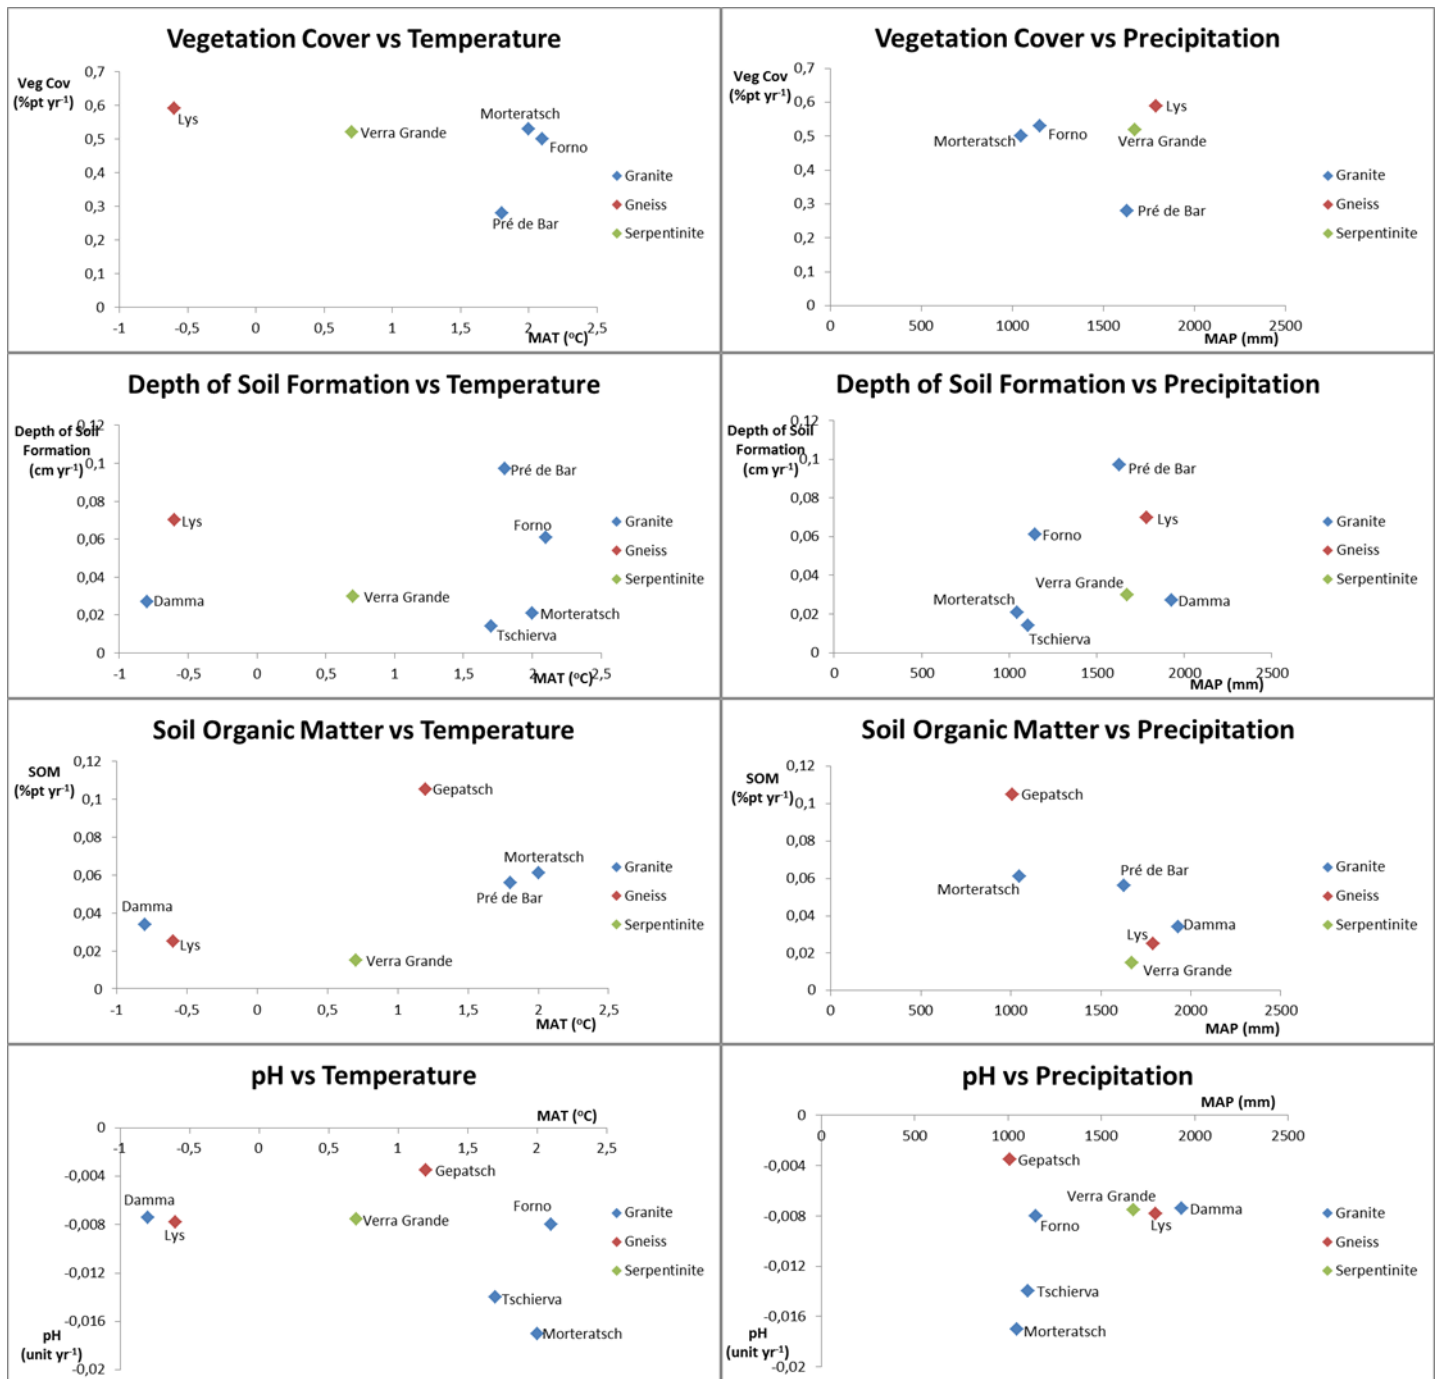 Vegetation Cover vs Temperature
Veg Cov
(%pt yr-1)
0,7
0,6
0,5
0,4
0,3
0,2
0,1
0
Lys
Verra Grande
Morteratsch
Forno
Pré de Bar
Granite
Gneiss
Serpentinite
-1 -0,5 0 0,5 1 1,5 2 2,5
MAT (oC)
Vegetation Cover vs Precipitation
Veg Cov
(%pt yr-1)
0,7
0,6
0,5
0,4
0,3
0,2
0,1
0
Lys
Morteratsch
Forno
Verra Grande
Pré de Bar
Granite
Gneiss
Serpentinite
0 500 1000 1500 2000 2500
MAP (mm)
Depth of Soil Formation vs Temperature
Depth of Soil
Formation
(cm yr-1)
0,12
0,1
0,08
0,06
0,04
0,02
0
Pré de Bar
Lys
Forno
Damma
Verra Grande
Morteratsch
Tschierva
Granite
Gneiss
Serpentinite
-1 -0,5 0 0,5 1 1,5 2 2,5
MAT (oC)
Depth of Soil Formation vs Precipitation
Depth of Soil
Formation
(cm yr-1)
0,12
0,1
0,08
0,06
0,04
0,02
0
Pré de Bar
Lys
Forno
Verra Grande
Morteratsch
Damma
Tschierva
Granite
Gneiss
Serpentinite
0 500 1000 1500 2000 2500
MAP (mm)
Soil Organic Matter vs Temperature
SOM
(%pt yr-1)
0,12
0,1
0,08
0,06
0,04
0,02
0
Gepatsch
Morteratsch
Pré de Bar
Damma
Lys
Verra Grande
Granite
Gneiss
Serpentinite
-1 -0,5 0 0,5 1 1,5 2 2,5
MAT (oC)
Soil Organic Matter vs Precipitation
SOM
(%pt yr-1)
0,12
0,1
0,08
0,06
0,04
0,02
0
Gepatsch
Pré de Bar
Morteratsch
Damma
Lys
Verra Grande
Granite
Gneiss
Serpentinite
0 500 1000 1500 2000 2500
MAP (mm)
pH vs Temperature
MAT (oC)
0
-1 -0,5 0 0,5 1 1,5 2 2,5
-0,004
-0,008
-0,012
-0,016
-0,02
Gepatsch
Damma
Lys
Verra Grande
Forno
Tschierva
Morteratsch
Granite
Gneiss
Serpentinite
pH
(unit yr-1)
pH vs Precipitation
MAP (mm)
0
0 500 1000 1500 2000 2500
-0,004
-0,008
-0,012
-0,016
-0,02
Gepatsch
Verra Grande
Damma
Forno
Lys
Tschierva
Morteratsch
Granite
Gneiss
Serpentinite
pH
(unit yr-1)